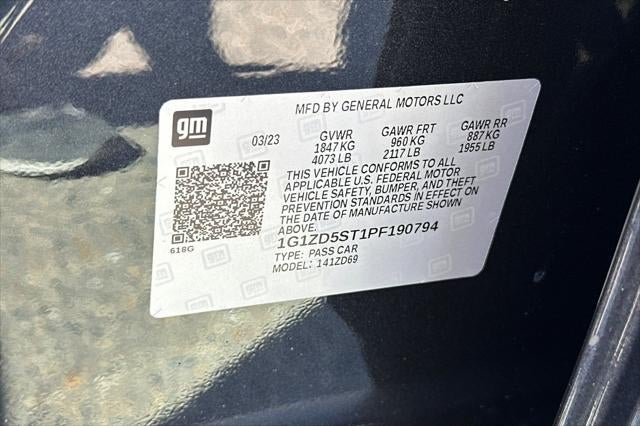 MFD BY GENERAL MOTORS LLC
gm
03/23 GVWR GAWR FRT GAWR RR
1847 KG 960 KG 887 KG
4073 LB 2117 LB 1955 LB
THIS VEHICLE CONFORMS TO ALL
APPLICABLE U.S. FEDERAL MOTOR
VEHICLE SAFETY, BUMPER, AND THEFT
PREVENTION STANDARDS IN EFFECT ON
THE DATE OF MANUFACTURE SHOWN
ABOVE.
618G
1G1ZD5ST1PF190794
TYPE: PASS CAR
MODEL: 141ZD69